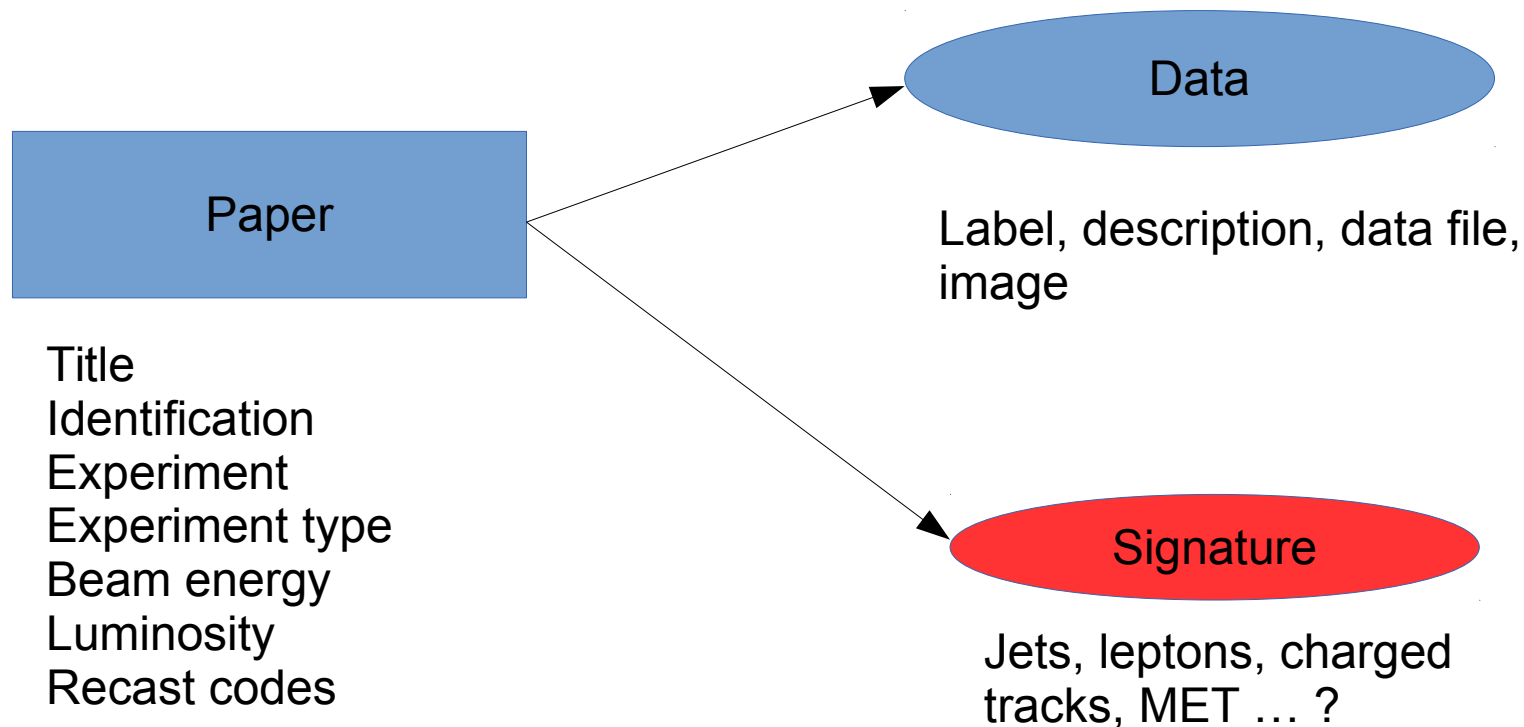 Paper
Title
Identification
Experiment
Experiment type
Beam energy
Luminosity
Recast codes
Data
Label, description, data file,
image
Signature
Jets, leptons, charged
tracks, MET … ?